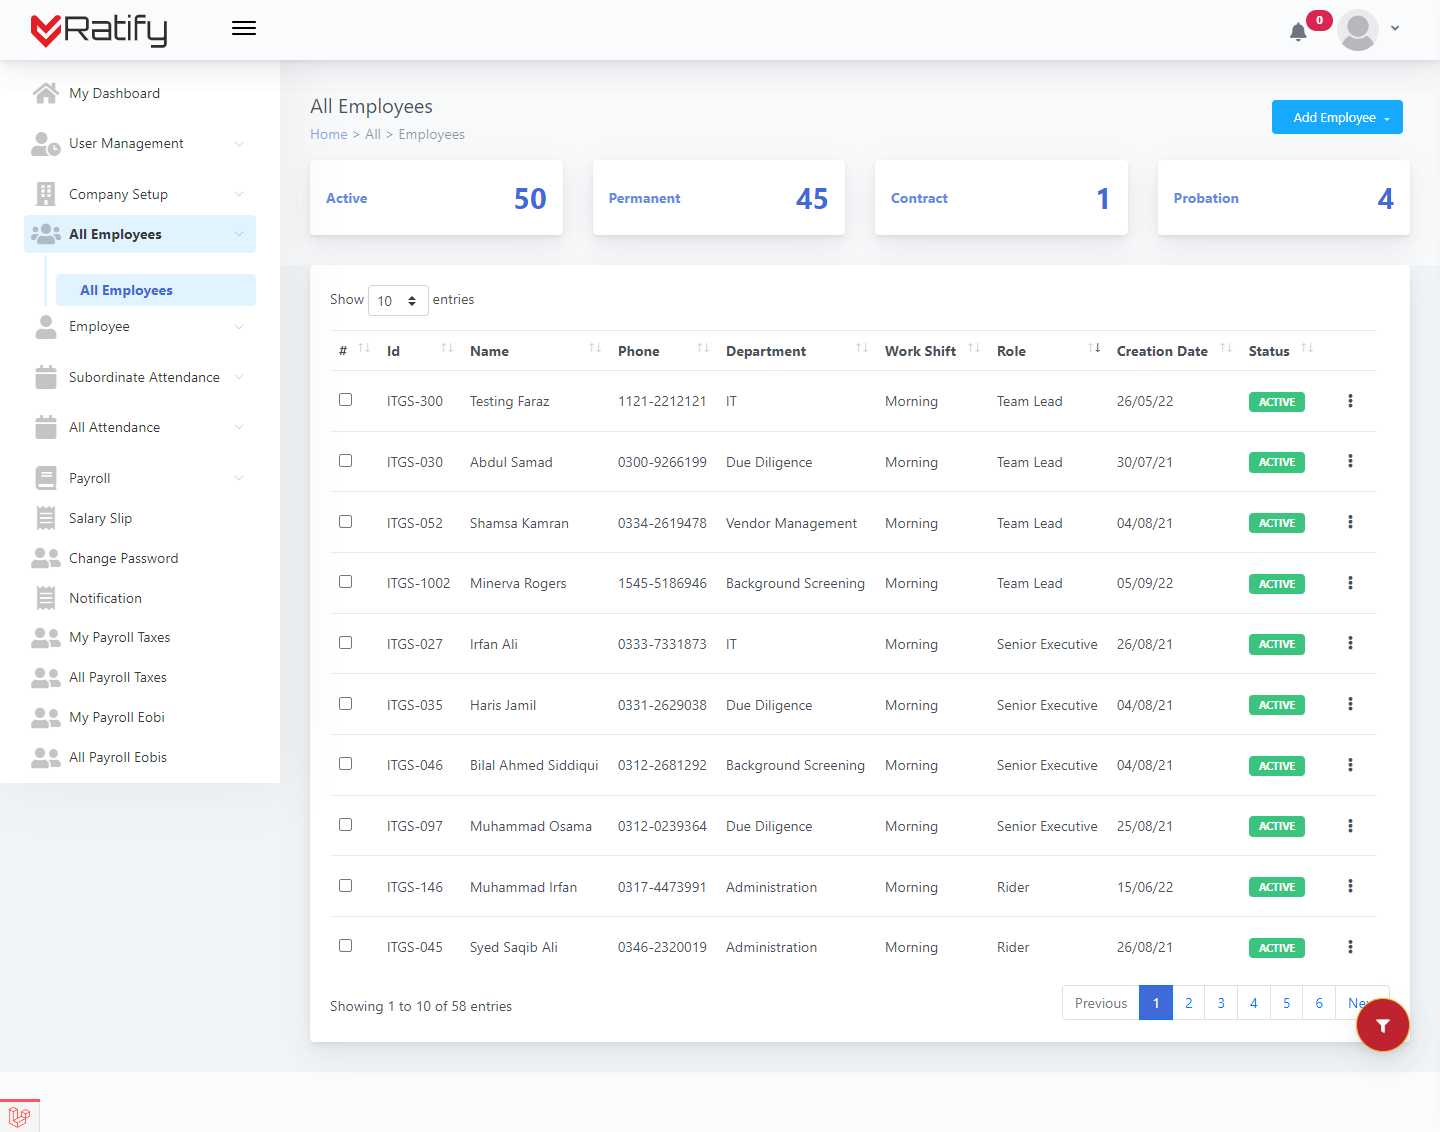 Ratify
0
My Dashboard
User Management
Company Setup
All Employees
All Employees
Employee
Subordinate Attendance
All Attendance
Payroll
Salary Slip
Change Password
Notification
My Payroll Taxes
All Payroll Taxes
My Payroll Eobi
All Payroll Eobis
All Employees
Home > All > Employees
Add Employee
Active 50
Permanent 45
Contract 1
Probation 4
Show 10 entries
# Id Name Phone Department Work Shift Role Creation Date Status
ITGS-300 Testing Faraz 1121-2212121 IT Morning Team Lead 26/05/22 ACTIVE
ITGS-030 Abdul Samad 0300-9266199 Due Diligence Morning Team Lead 30/07/21 ACTIVE
ITGS-052 Shamsa Kamran 0334-2619478 Vendor Management Morning Team Lead 04/08/21 ACTIVE
ITGS-1002 Minerva Rogers 1545-5186946 Background Screening Morning Team Lead 05/09/22 ACTIVE
ITGS-027 Irfan Ali 0333-7331873 IT Morning Senior Executive 26/08/21 ACTIVE
ITGS-035 Haris Jamil 0331-2629038 Due Diligence Morning Senior Executive 04/08/21 ACTIVE
ITGS-046 Bilal Ahmed Siddiqui 0312-2681292 Background Screening Morning Senior Executive 04/08/21 ACTIVE
ITGS-097 Muhammad Osama 0312-0239364 Due Diligence Morning Senior Executive 25/08/21 ACTIVE
ITGS-146 Muhammad Irfan 0317-4473991 Administration Morning Rider 15/06/22 ACTIVE
ITGS-045 Syed Saqib Ali 0346-2320019 Administration Morning Rider 26/08/21 ACTIVE
Showing 1 to 10 of 58 entries
Previous 1 2 3 4 5 6